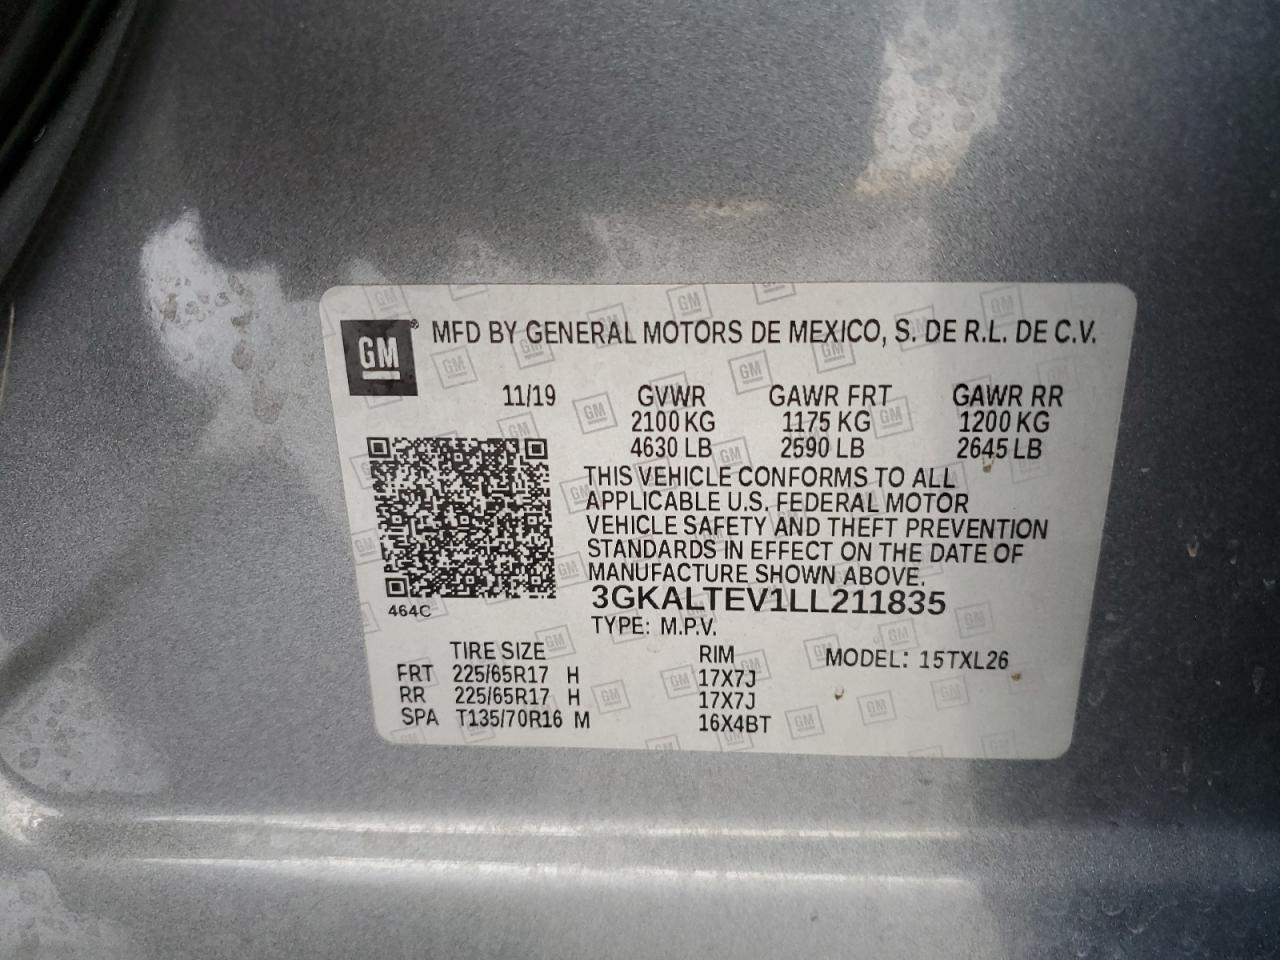 GM® MFD BY GENERAL MOTORS DE MEXICO, S. DE R.L. DE C.V.
11/19 GVWR GAWR FRT GAWR RR
2100 KG 1175 KG 1200 KG
4630 LB 2590 LB 2645 LB
THIS VEHICLE CONFORMS TO ALL
APPLICABLE U.S. FEDERAL MOTOR
VEHICLE SAFETY AND THEFT PREVENTION
STANDARDS IN EFFECT ON THE DATE OF
MANUFACTURE SHOWN ABOVE.
464C 3GKALTEV1LL211835
TYPE: M.P.V.
TIRE SIZE RIM MODEL: 15TXL26
FRT 225/65R17 H 17X7J
RR 225/65R17 H 17X7J
SPA T135/70R16 M 16X4BT